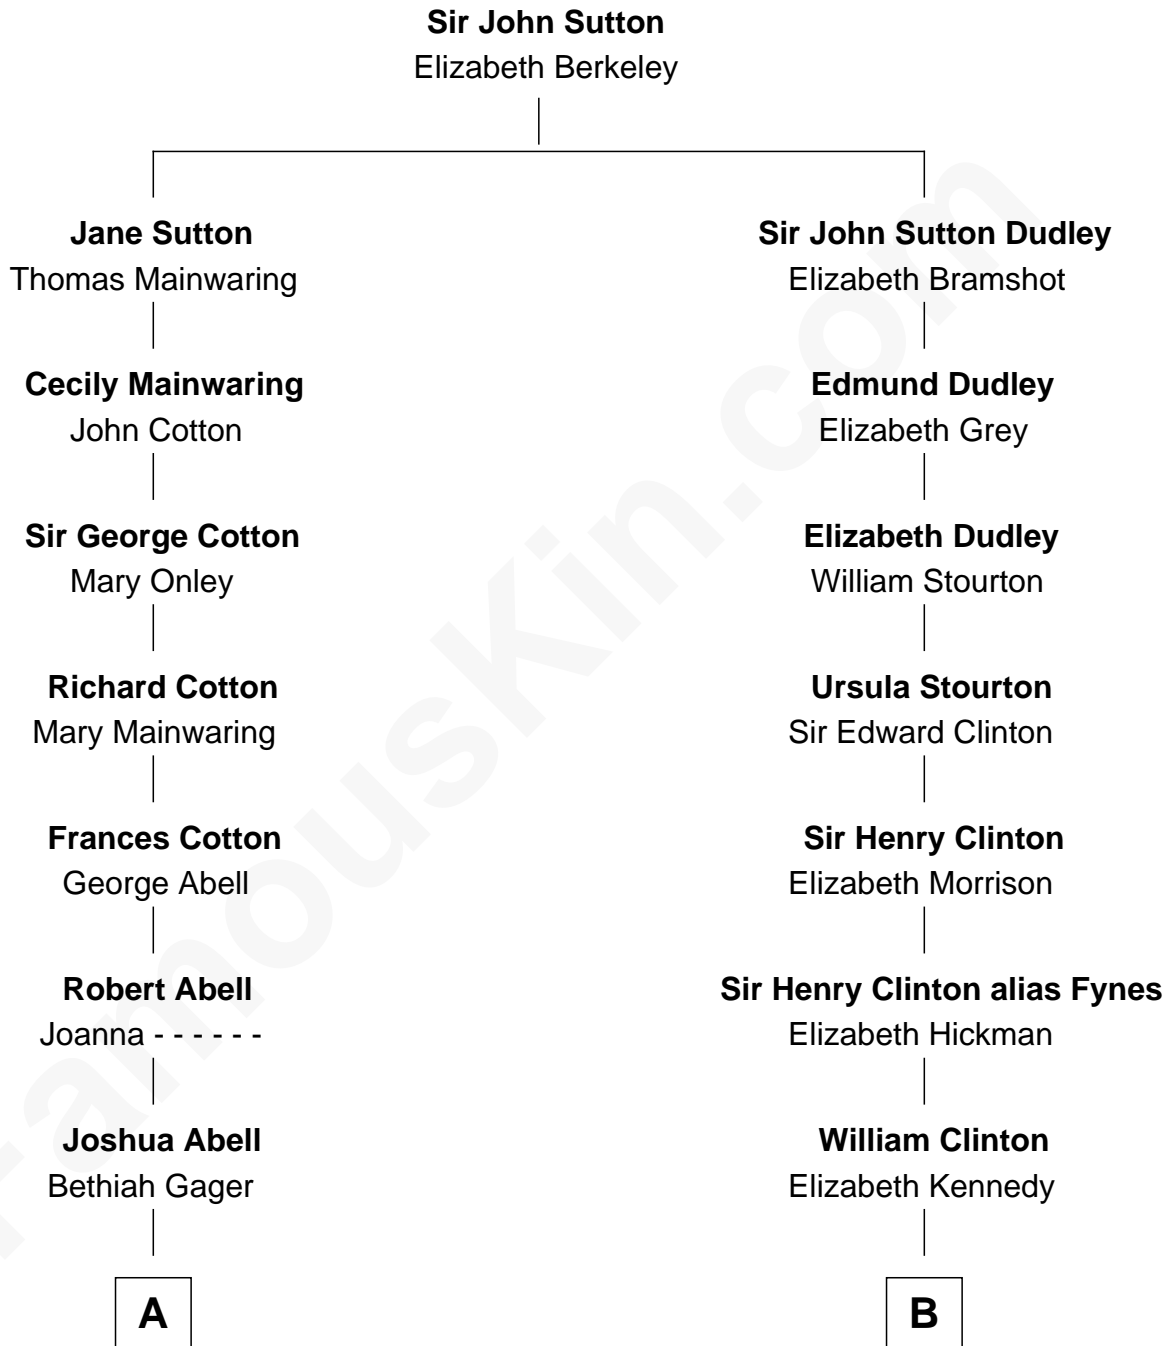 Sir John Sutton
Elizabeth Berkeley
Jane Sutton
Thomas Mainwaring
Cecily Mainwaring
John Cotton
Sir George Cotton
Mary Onley
Richard Cotton
Mary Mainwaring
Frances Cotton
George Abell
Robert Abell
Joanna - - - - - -
Joshua Abell
Bethiah Gager
A
Sir John Sutton Dudley
Elizabeth Bramshot
Edmund Dudley
Elizabeth Grey
Elizabeth Dudley
William Stourton
Ursula Stourton
Sir Edward Clinton
Sir Henry Clinton
Elizabeth Morrison
Sir Henry Clinton alias Fynes
Elizabeth Hickman
William Clinton
Elizabeth Kennedy
B
FamousKin.com